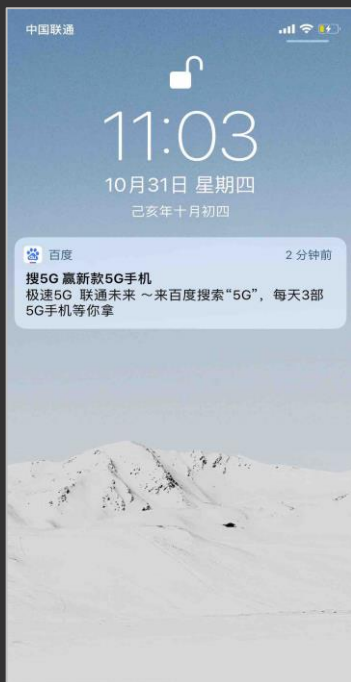 中国联通
11:03
10月31日 星期四
己亥年十月初四
百度 2 分钟前
搜5G 赢新款5G手机
极速5G 联通未来 ～来百度搜索“5G”，每天3部
5G手机等你拿